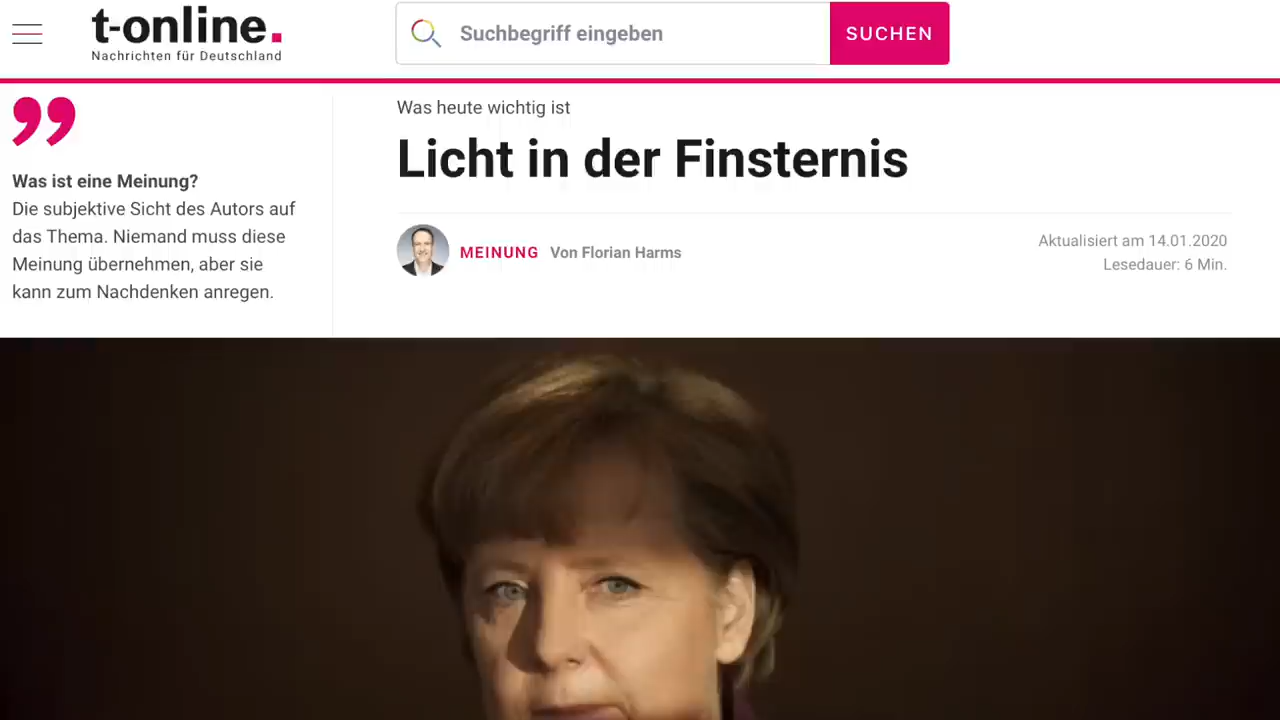 t-online.
Nachrichten für Deutschland
Suchbegriff eingeben
SUCHEN
Was ist eine Meinung?
Die subjektive Sicht des Autors auf
das Thema. Niemand muss diese
Meinung übernehmen, aber sie
kann zum Nachdenken anregen.
Was heute wichtig ist
Licht in der Finsternis
MEINUNG Von Florian Harms
Aktualisiert am 14.01.2020
Lesedauer: 6 Min.